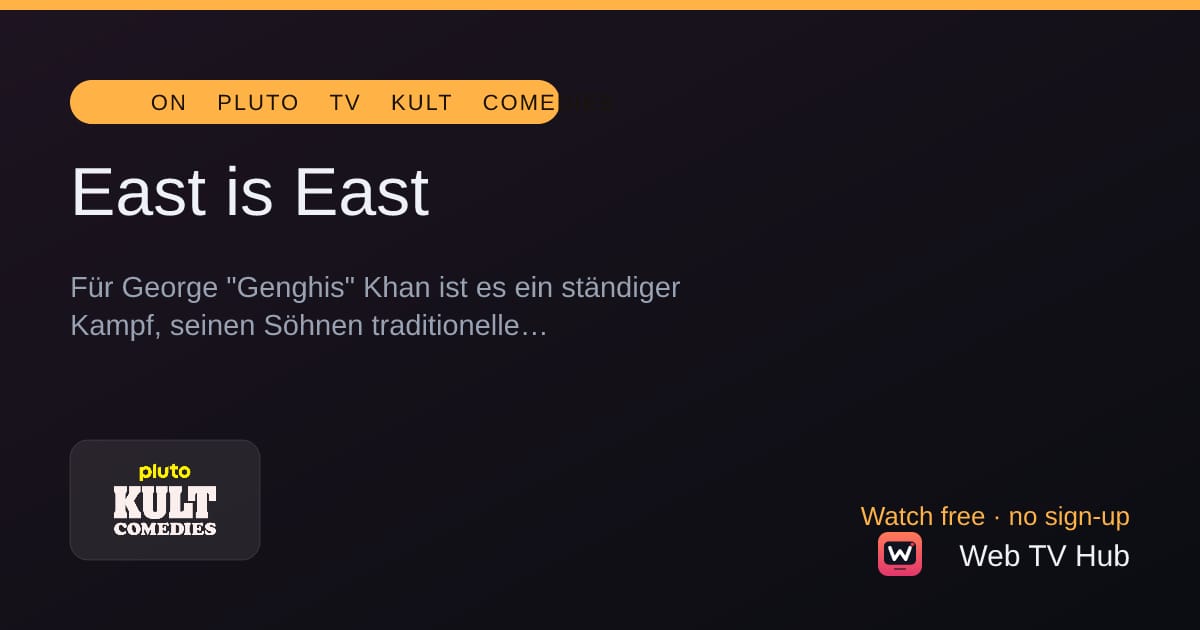 ON PLUTO TV KULT COMEDIES
East is East
Für George "Genghis" Khan ist es ein ständiger
Kampf, seinen Söhnen traditionelle…
pluto
KULT
COMEDIES
Watch free · no sign-up
W
Web TV Hub